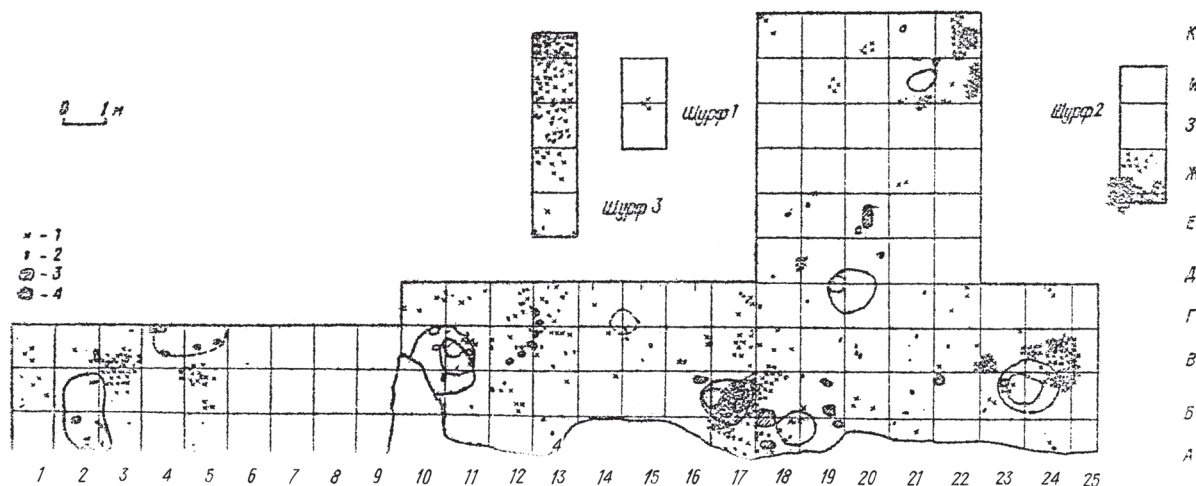 К
И
З
Ж
Е
Д
Г
В
Б
А
0 1 м
Шурф 1
Шурф 2
Шурф 3
× - 1
- 2
- 3
- 4
1 2 3 4 5 6 7 8 9 10 11 12 13 14 15 16 17 18 19 20 21 22 23 24 25